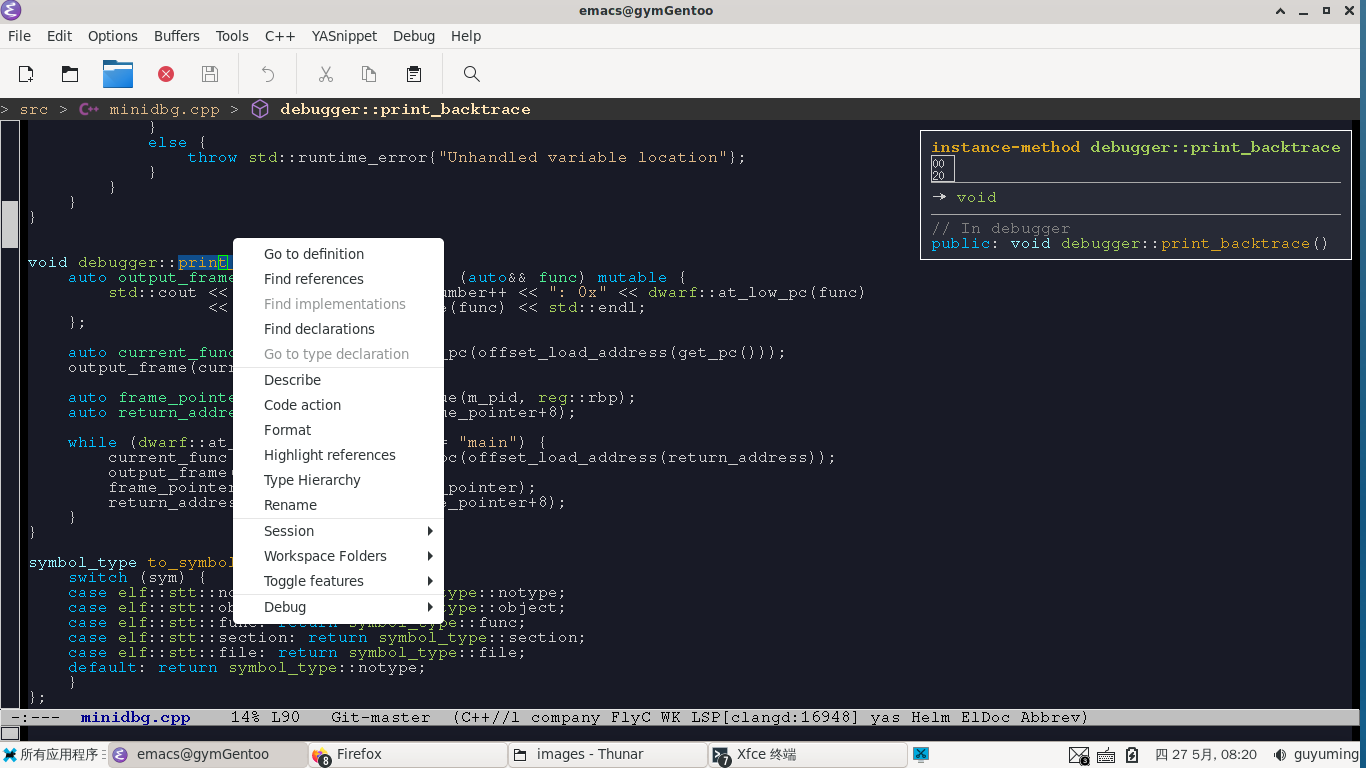 emacs@gymGentoo
File Edit Options Buffers Tools C++ YASnippet Debug Help
> src > C++ minidbg.cpp > debugger::print_backtrace
}
else {
throw std::runtime_error{"Unhandled variable location"};
}
}
}
}
instance-method debugger::print_backtrace
00
20
→ void
// In debugger
public: void debugger::print_backtrace()
void debugger::print
auto output_frame (auto&& func) mutable {
std::cout << umber++ << ": 0x" << dwarf::at_low_pc(func)
<< e(func) << std::endl;
};
auto current_func pc(offset_load_address(get_pc()));
output_frame(curr
auto frame_pointe ue(m_pid, reg::rbp);
auto return_addre e_pointer+8);
while (dwarf::at_ = "main") {
current_func pc(offset_load_address(return_address));
output_frame(
frame_pointer _pointer);
return_addres e_pointer+8);
}
}
symbol_type to_symbol
switch (sym) {
case elf::stt::no type::notype;
case elf::stt::ob type::object;
case elf::stt::func: return symbol_type::func;
case elf::stt::section: return symbol_type::section;
case elf::stt::file: return symbol_type::file;
default: return symbol_type::notype;
}
};
Go to definition
Find references
Find implementations
Find declarations
Go to type declaration
Describe
Code action
Format
Highlight references
Type Hierarchy
Rename
Session
Workspace Folders
Toggle features
Debug
-:--- minidbg.cpp 14% L90 Git-master (C++//l company FlyC WK LSP[clangd:16948] yas Helm ElDoc Abbrev)
所有应用程序 emacs@gymGentoo 8 Firefox images - Thunar 7 Xfce 终端 四 27 5月, 08:20 guyuming